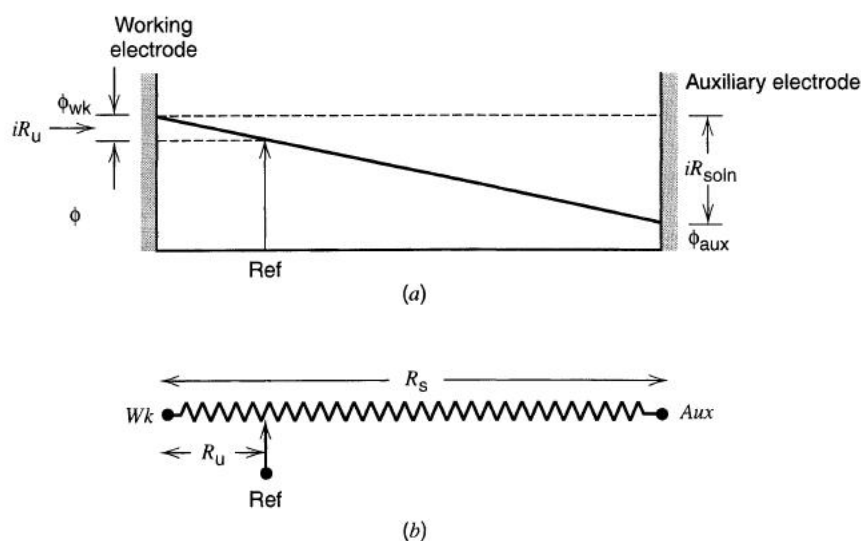 Working
electrode
Auxiliary electrode
ϕwk
iRu
iRsoln
ϕ
ϕaux
Ref
(a)
Rs
Wk
Aux
Ru
Ref
(b)